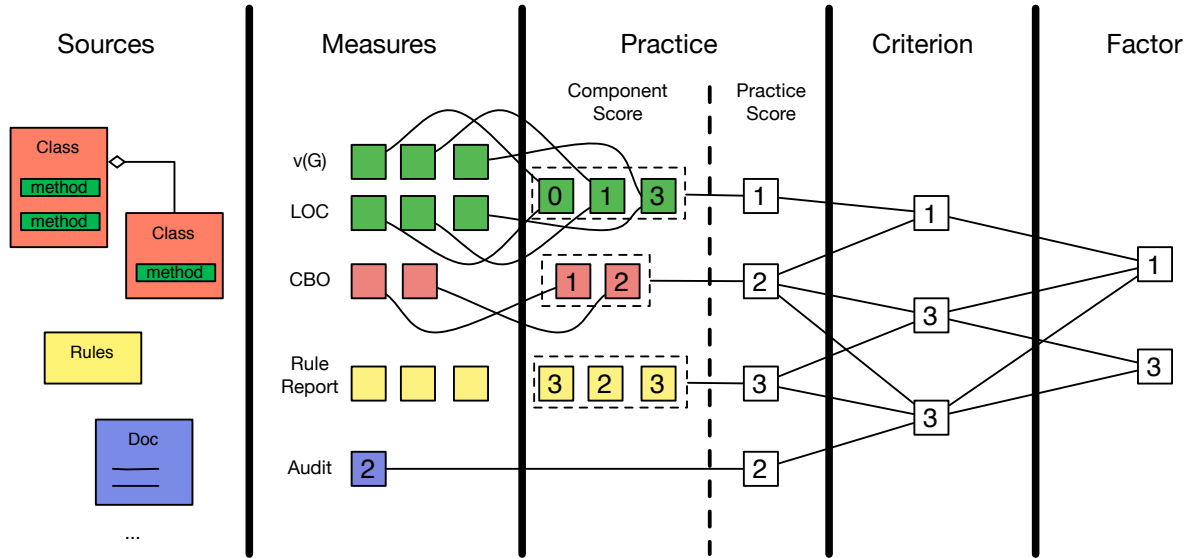 Sources
Measures
Practice
Criterion
Factor
Component
Score
Practice
Score
Class
method
method
Class
method
Rules
Doc
...
v(G)
LOC
0 1 3
1
1
CBO
1 2
2
1
3
Rule
Report
3 2 3
3
3
3
Audit
2
2